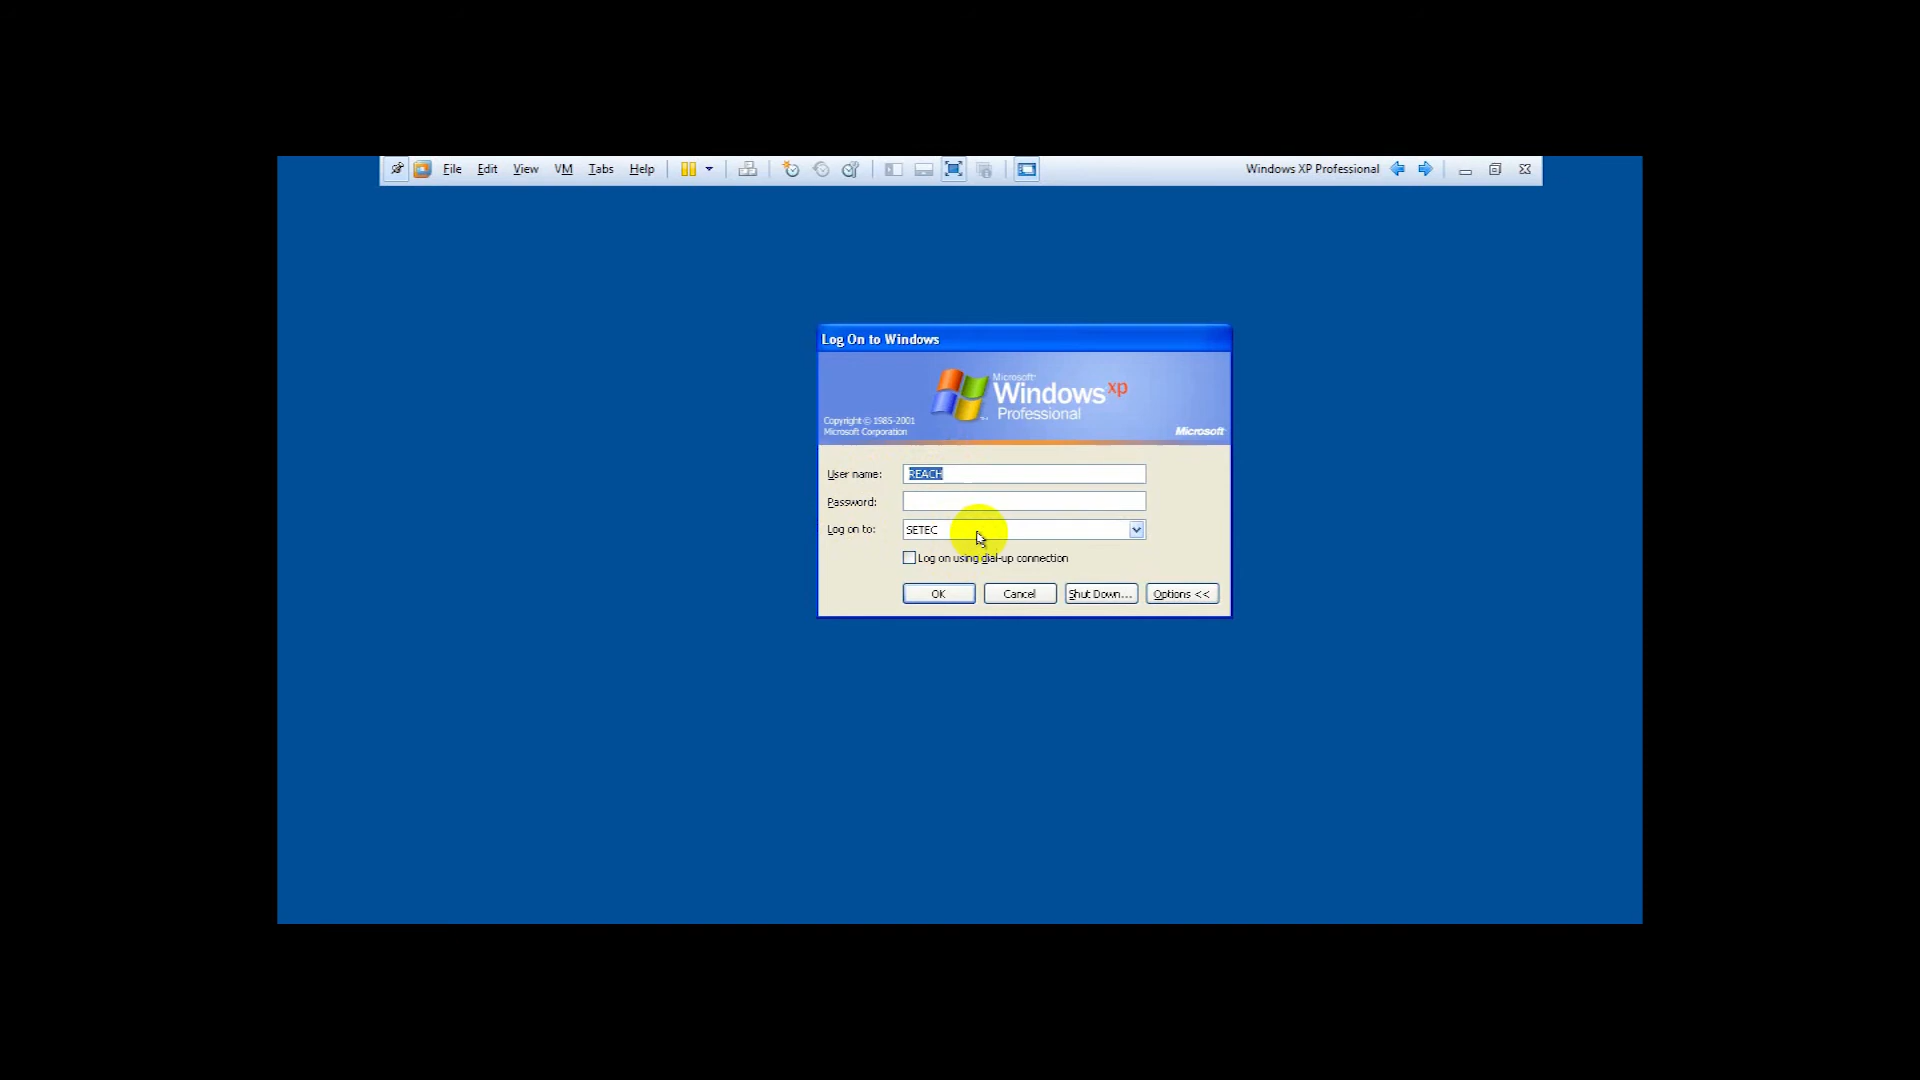 File Edit View VM Tabs Help Windows XP Professional
Log On to Windows
Microsoft
Windows xp
Professional
Copyright © 1985-2001
Microsoft Corporation
Microsoft
User name: REACH
Password:
Log on to: SETEC
Log on using dial-up connection
OK Cancel Shut Down... Options <<